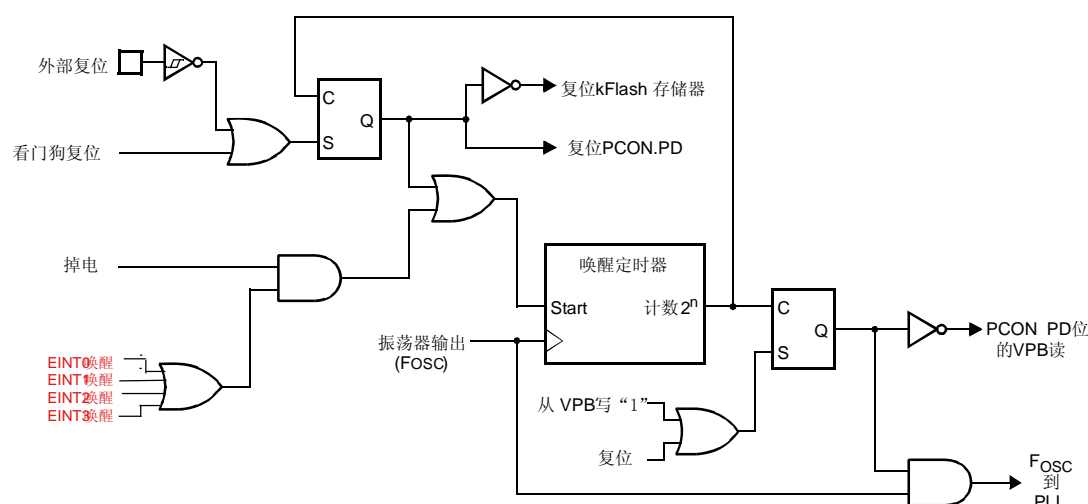 外部复位
C
Q
S
复位kFlash 存储器
看门狗复位
复位PCON.PD
掉电
唤醒定时器
Start
计数2ⁿ
C
Q
S
振荡器输出
(FOSC)
PCON PD位
的VPB读
EINT0唤醒
EINT1唤醒
EINT2唤醒
EINT3唤醒
从 VPB写“1”
复位
FOSC
到
PLL